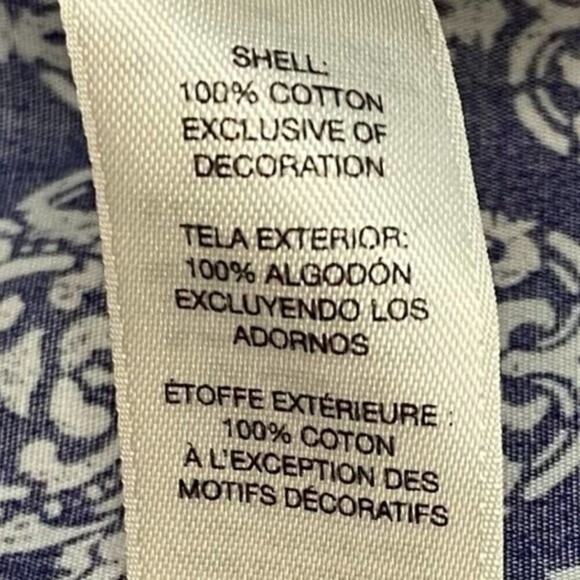 SHELL:
100% COTTON
EXCLUSIVE OF
DECORATION
TELA EXTERIOR:
100% ALGODÓN
EXCLUYENDO LOS
ADORNOS
ÉTOFFE EXTÉRIEURE :
100% COTON
À L'EXCEPTION DES
MOTIFS DÉCORATIFS